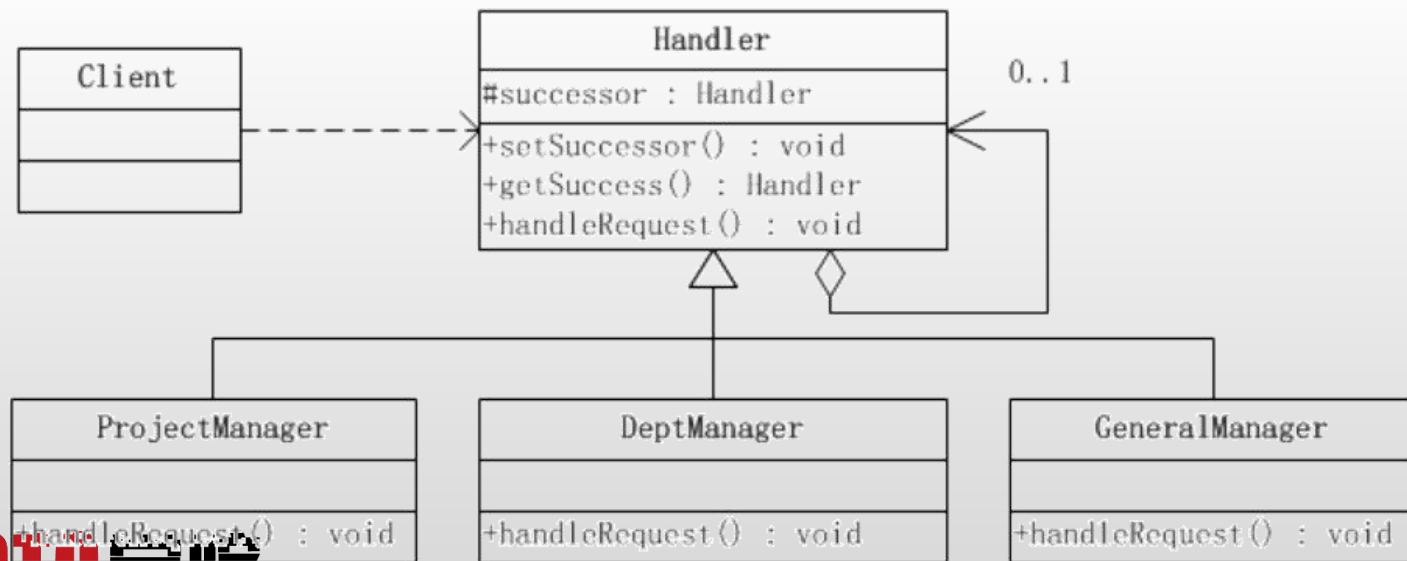 Client
Handler
#successor : Handler
0..1
+setSuccessor() : void
+getSuccess() : Handler
+handleRequest() : void
ProjectManager
DeptManager
GeneralManager
+handleRequest() : void
+handleRequest() : void
+handleRequest() : void